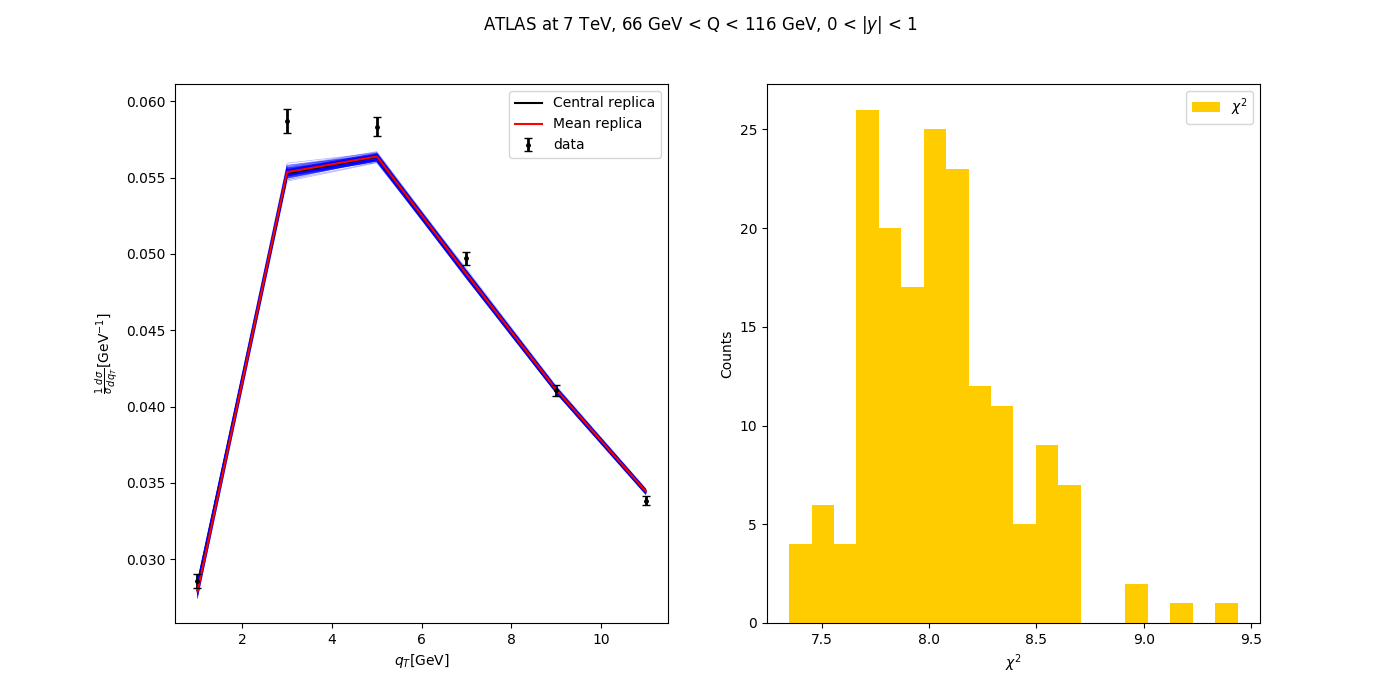 ATLAS at 7 TeV, 66 GeV < Q < 116 GeV, 0 < |y| < 1
0.060
0.055
0.050
0.045
0.040
0.035
0.030
1/σ dσ/dq_T [GeV⁻¹]
Central replica
Mean replica
data
2
4
6
8
10
q_T[GeV]
25
20
15
10
5
0
Counts
χ²
7.5
8.0
8.5
9.0
9.5
χ²